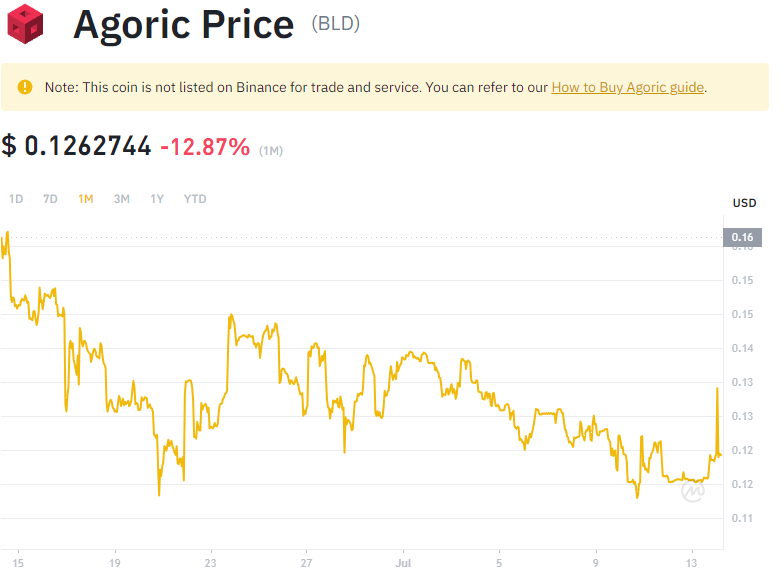 Agoric Price (BLD)
Note: This coin is not listed on Binance for trade and service. You can refer to our How to Buy Agoric guide.
$ 0.1262744 -12.87% (1M)
1D 7D 1M 3M 1Y YTD
USD
0.16
0.15
0.15
0.14
0.13
0.13
0.12
0.12
0.11
15 19 23 27 Jul 5 9 13